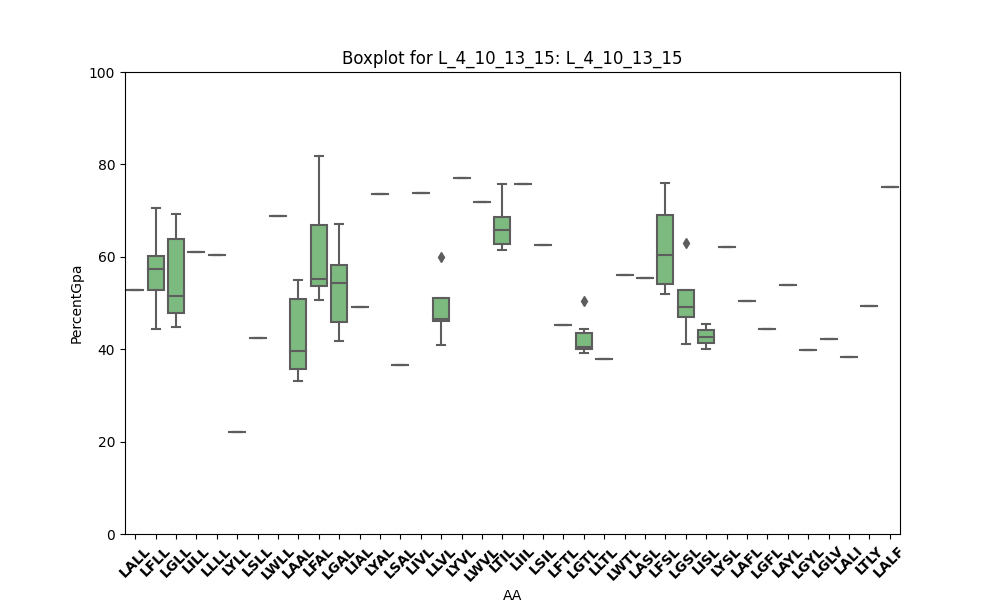 Boxplot for L_4_10_13_15: L_4_10_13_15
100
80
60
40
20
0
PercentGpa
LALL
LFLL
LGLL
LILL
LLLL
LYLL
LSLL
LWLL
LAAL
LFAL
LGAL
LIAL
LYAL
LSAL
LIVL
LLVL
LYVL
LWVL
LTIL
LIIL
LSIL
LFTL
LGTL
LLTL
LWTL
LASL
LFSL
LGSL
LISL
LYSL
LAFL
LGFL
LAYL
LGYL
LGLV
LALI
LTLY
LALF
AA